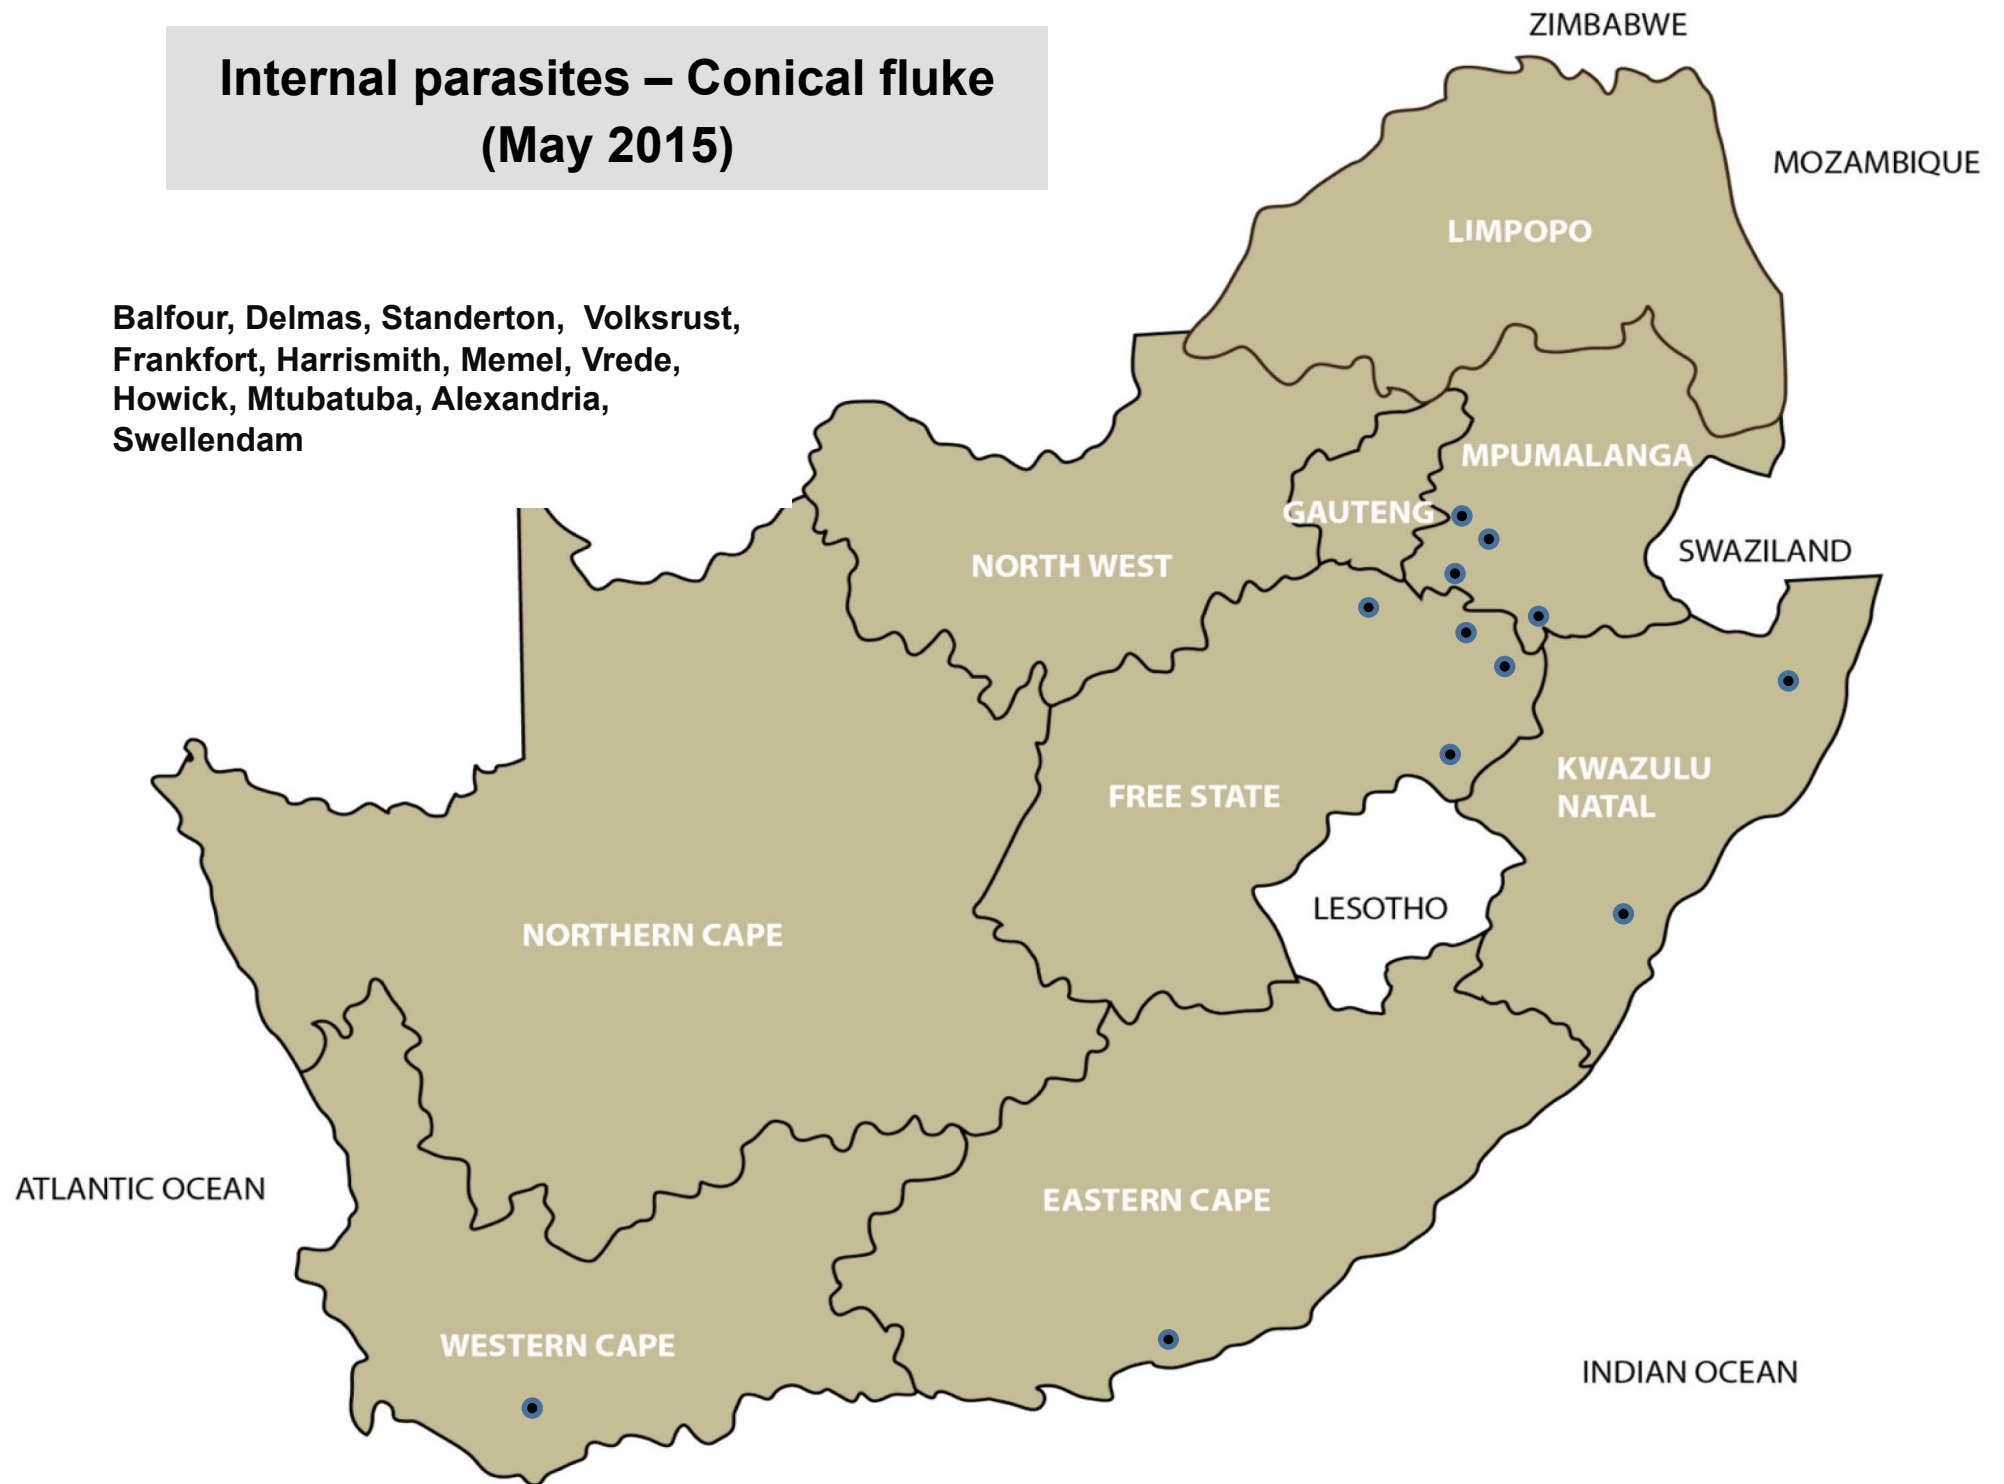 Internal parasites – Conical fluke
(May 2015)
Balfour, Delmas, Standerton,  Volksrust,
Frankfort, Harrismith, Memel, Vrede,
Howick, Mtubatuba, Alexandria,
Swellendam
ZIMBABWE
MOZAMBIQUE
LIMPOPO
MPUMALANGA
GAUTENG
SWAZILAND
NORTH WEST
KWAZULU
NATAL
FREE STATE
LESOTHO
NORTHERN CAPE
ATLANTIC OCEAN
EASTERN CAPE
WESTERN CAPE
INDIAN OCEAN